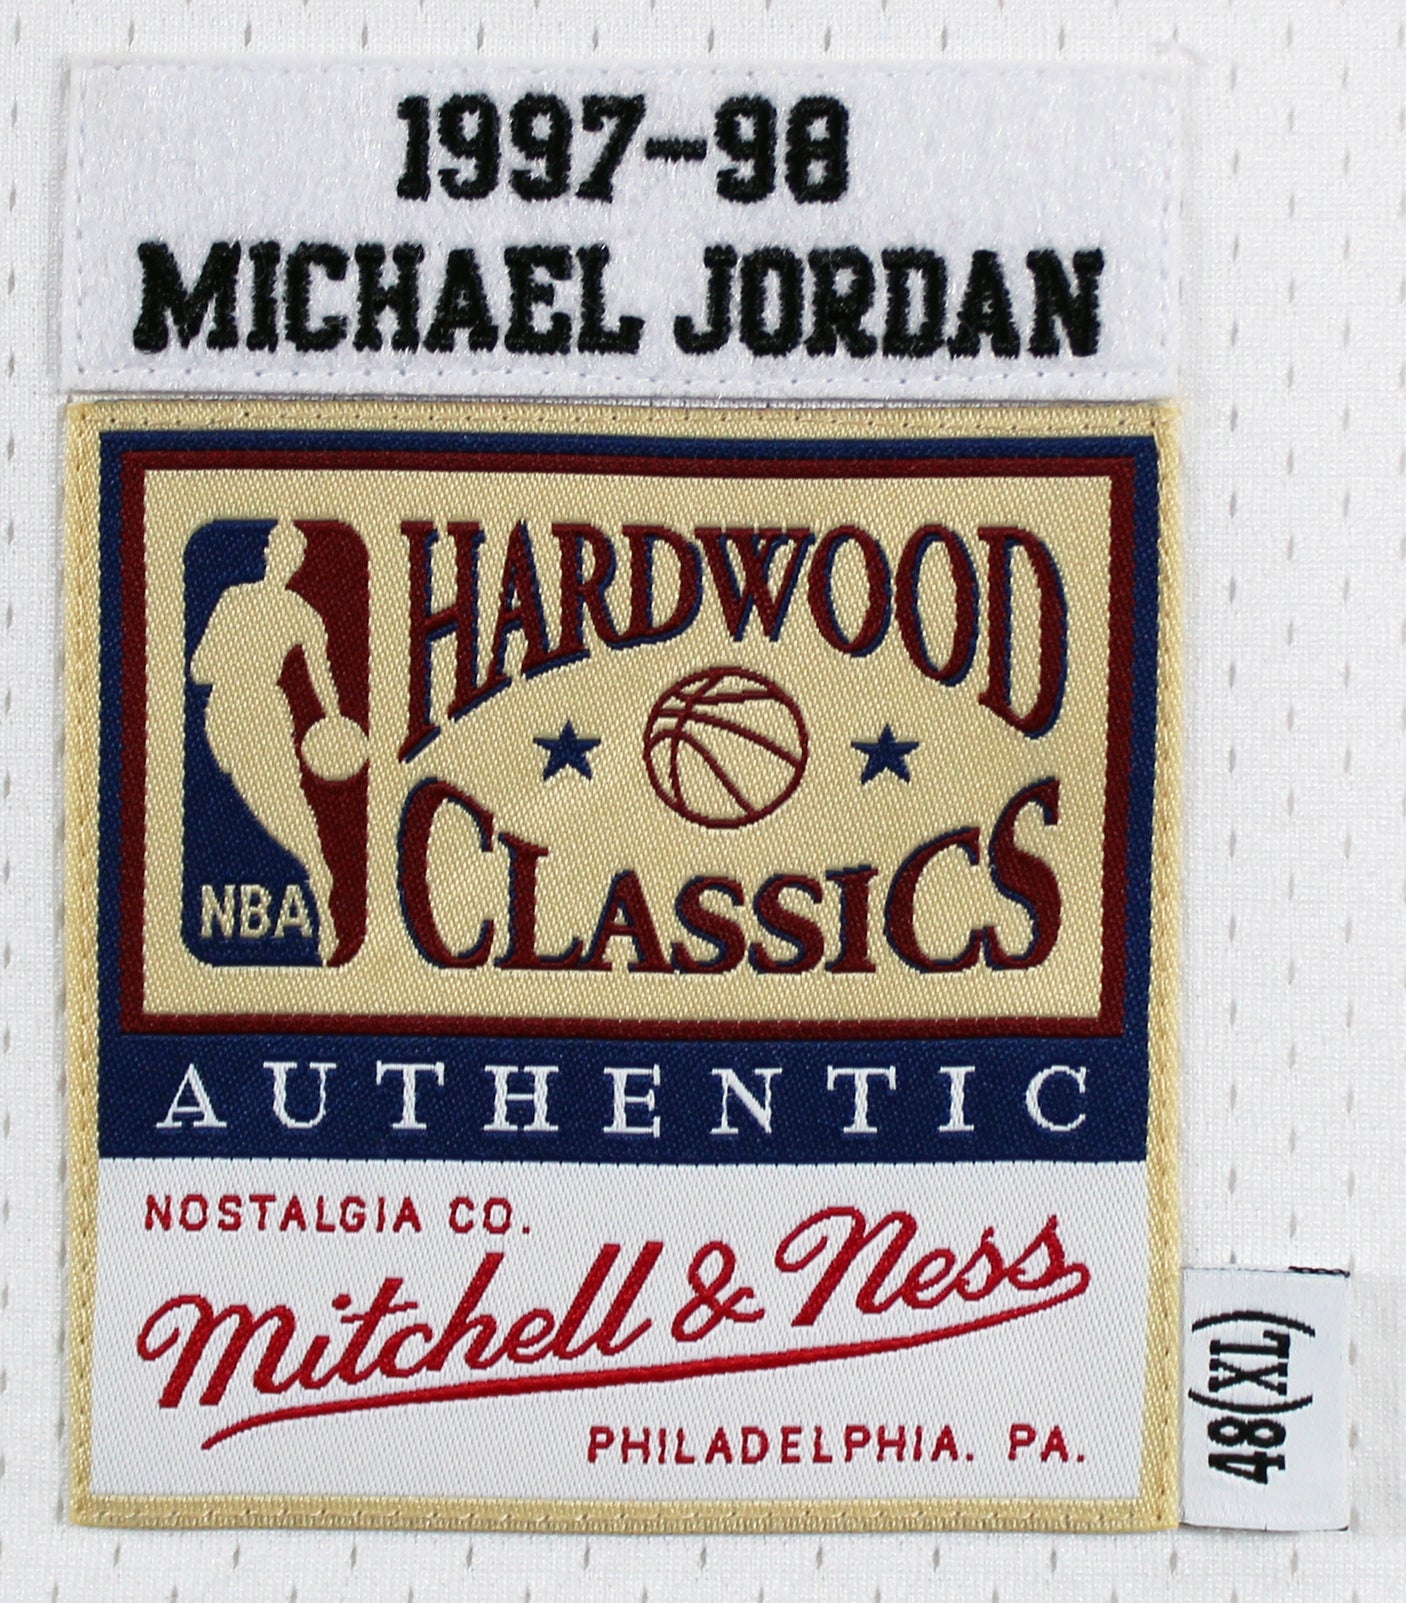 1997-98
MICHAEL JORDAN
HARDWOOD
CLASSICS
NBA
AUTHENTIC
NOSTALGIA CO.
Mitchell & Ness
PHILADELPHIA. PA.
48(XL)